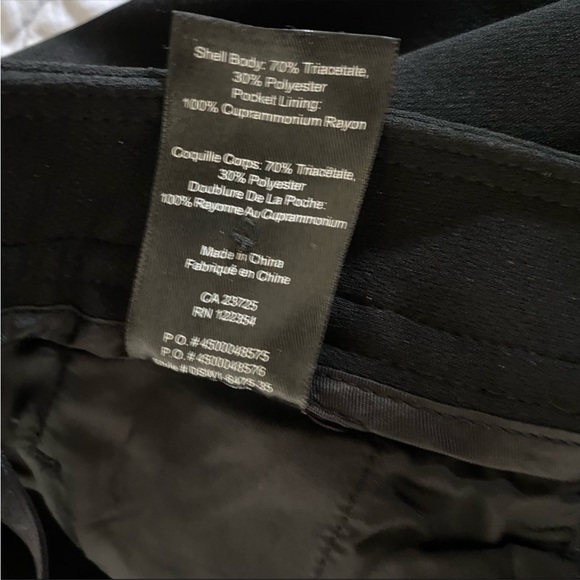 Shell Body: 70% Triacetate,
30% Polyester
Pocket Lining:
100% Cuprammonium Rayon
Coquille Corps: 70% Triacétate,
30% Polyester
Doublure De La Poche:
100% Rayonne Au Cuprammonium
Made in China
Fabriqué en Chine
CA 23725
RN 122354
P.O. # 4500048575
P.O. # 4500048576